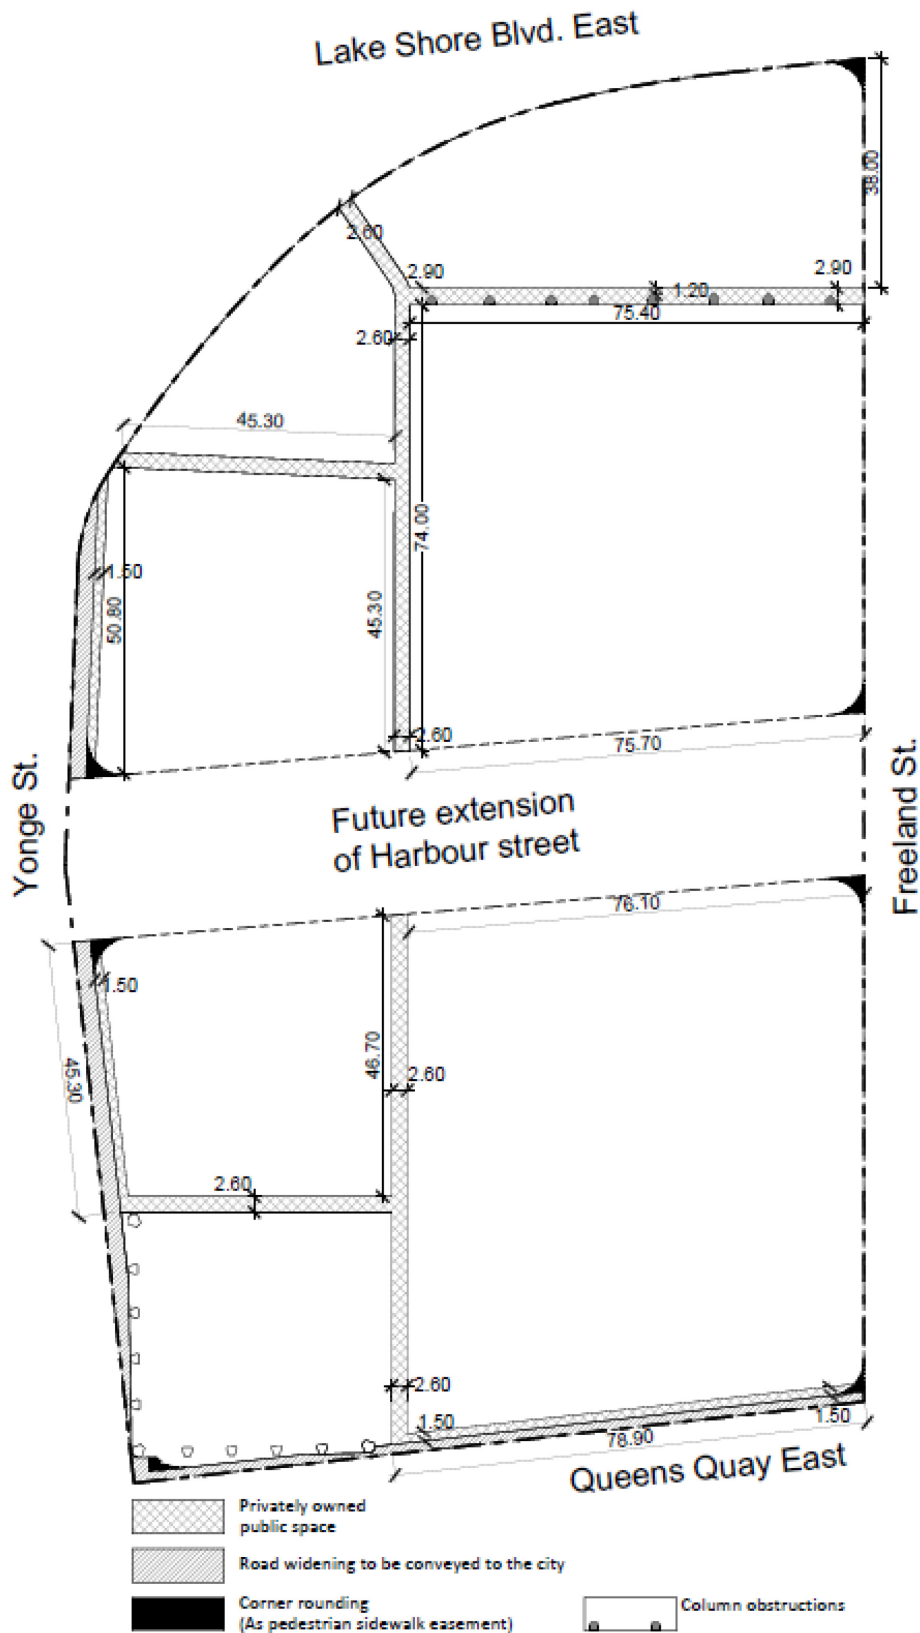 Lake Shore Blvd. East
38.00
2.60
2.90
2.90
1.20
75.40
2.60
45.30
74.00
1.50
50.80
45.30
2.60
75.70
Yonge St.
Freeland St.
Future extension
of Harbour street
76.10
1.50
45.30
46.70
2.60
2.60
2.60
1.50
1.50
78.90
Queens Quay East
Privately owned
public space
Road widening to be conveyed to the city
Corner rounding
(As pedestrian sidewalk easement)
Column obstructions